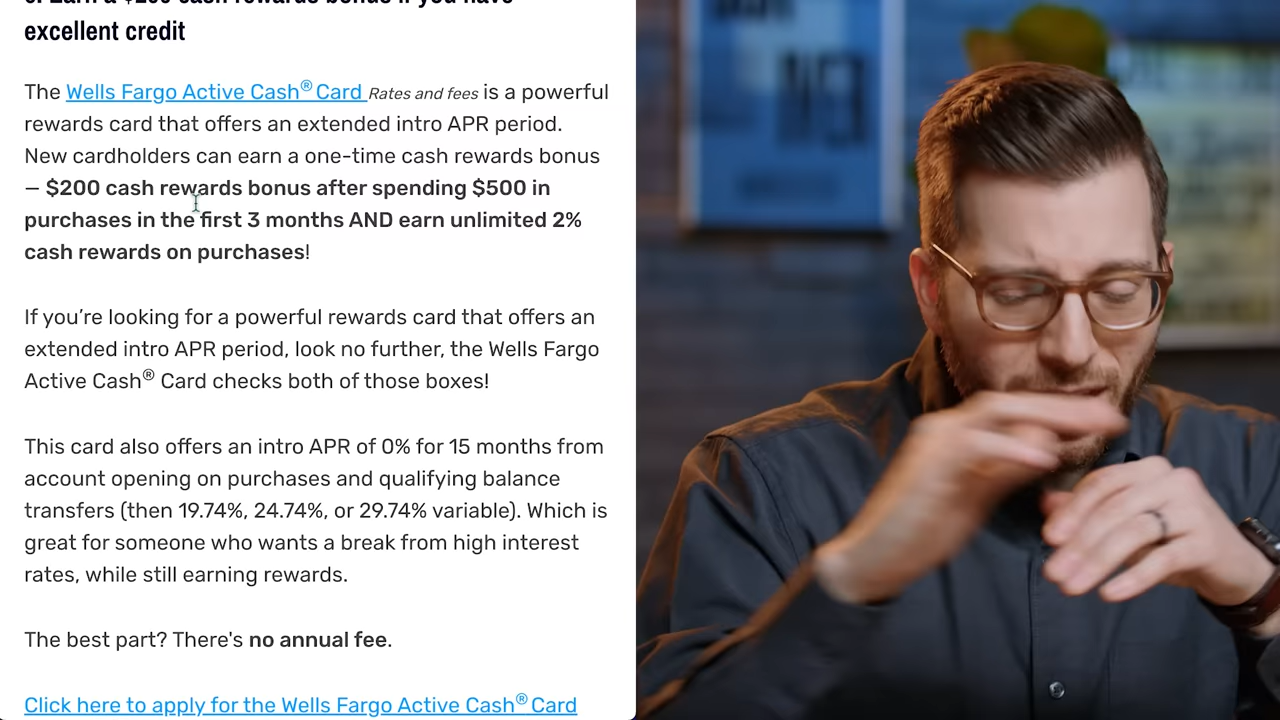 excellent credit
The Wells Fargo Active Cash® Card Rates and fees is a powerful
rewards card that offers an extended intro APR period.
New cardholders can earn a one-time cash rewards bonus
— $200 cash rewards bonus after spending $500 in
purchases in the first 3 months AND earn unlimited 2%
cash rewards on purchases!
If you’re looking for a powerful rewards card that offers an
extended intro APR period, look no further, the Wells Fargo
Active Cash® Card checks both of those boxes!
This card also offers an intro APR of 0% for 15 months from
account opening on purchases and qualifying balance
transfers (then 19.74%, 24.74%, or 29.74% variable). Which is
great for someone who wants a break from high interest
rates, while still earning rewards.
The best part? There's no annual fee.
Click here to apply for the Wells Fargo Active Cash® Card